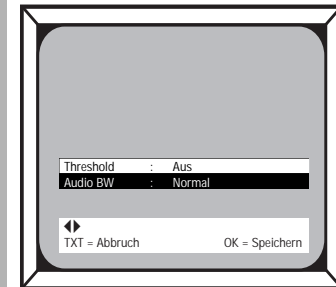 Threshold : Aus
Audio BW : Normal
TXT = Abbruch OK = Speichern